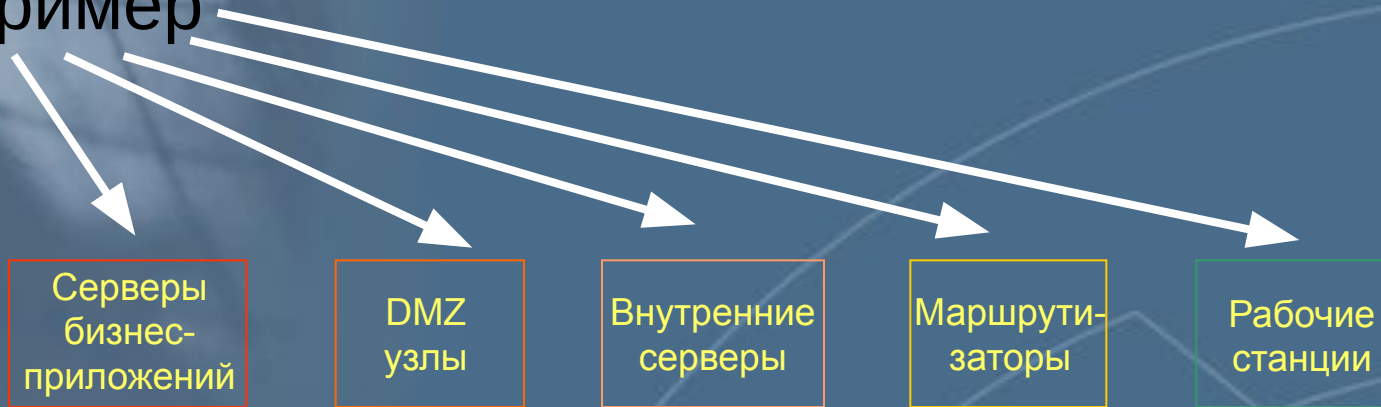 ример
Серверы
бизнес-
приложений
DMZ
узлы
Внутренние
серверы
Маршрути-
заторы
Рабочие
станции